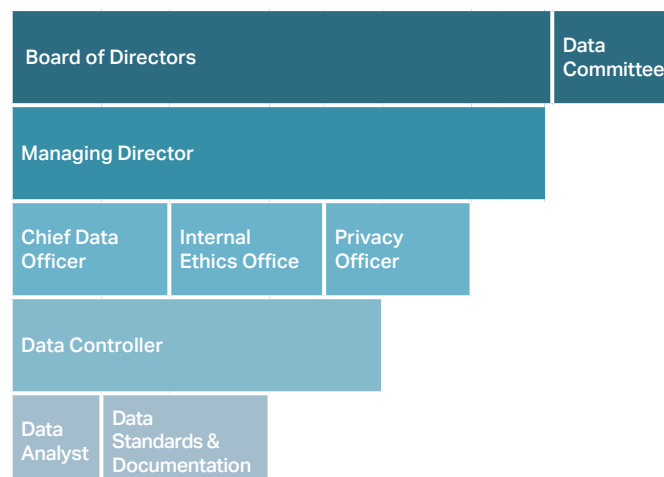 Board of Directors
Data
Committee
Managing Director
Chief Data
Officer
Internal
Ethics Office
Privacy
Officer
Data Controller
Data
Analyst
Data
Standards &
Documentation